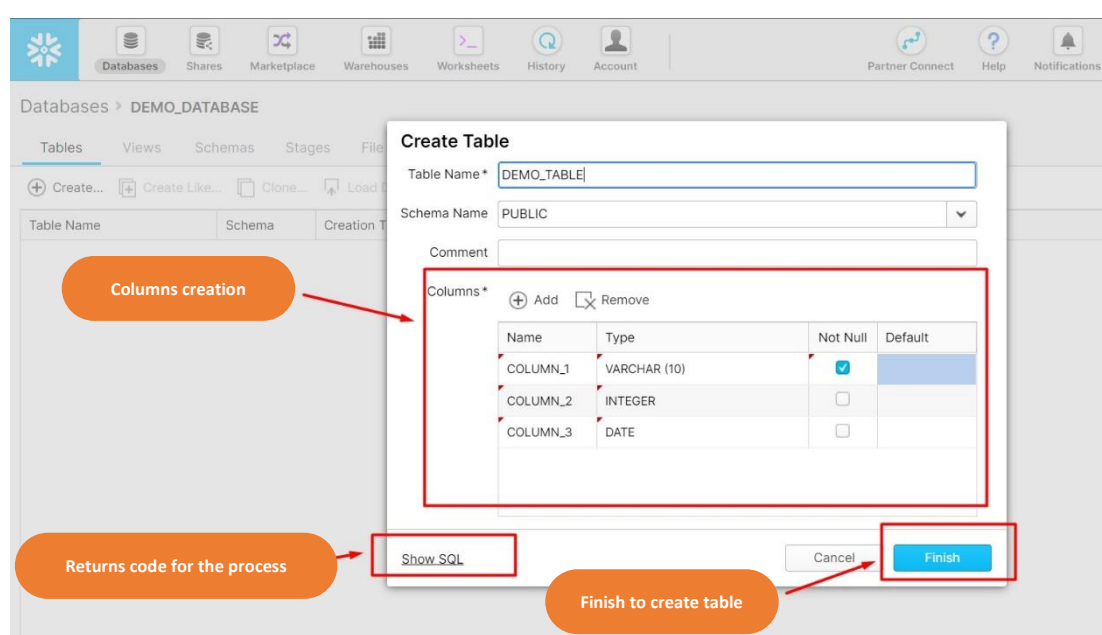 Databases Shares Marketplace Warehouses Worksheets History Account Partner Connect Help Notifications
Databases > DEMO_DATABASE
Tables Views Schemas Stages File
Create... Create Like... Clone... Load
Table Name Schema Creation T
Create Table
Table Name* DEMO_TABLE
Schema Name PUBLIC
Comment
Columns*
Add Remove
Name Type Not Null Default
COLUMN_1 VARCHAR (10)
COLUMN_2 INTEGER
COLUMN_3 DATE
Show SQL
Cancel Finish
Columns creation
Returns code for the process
Finish to create table